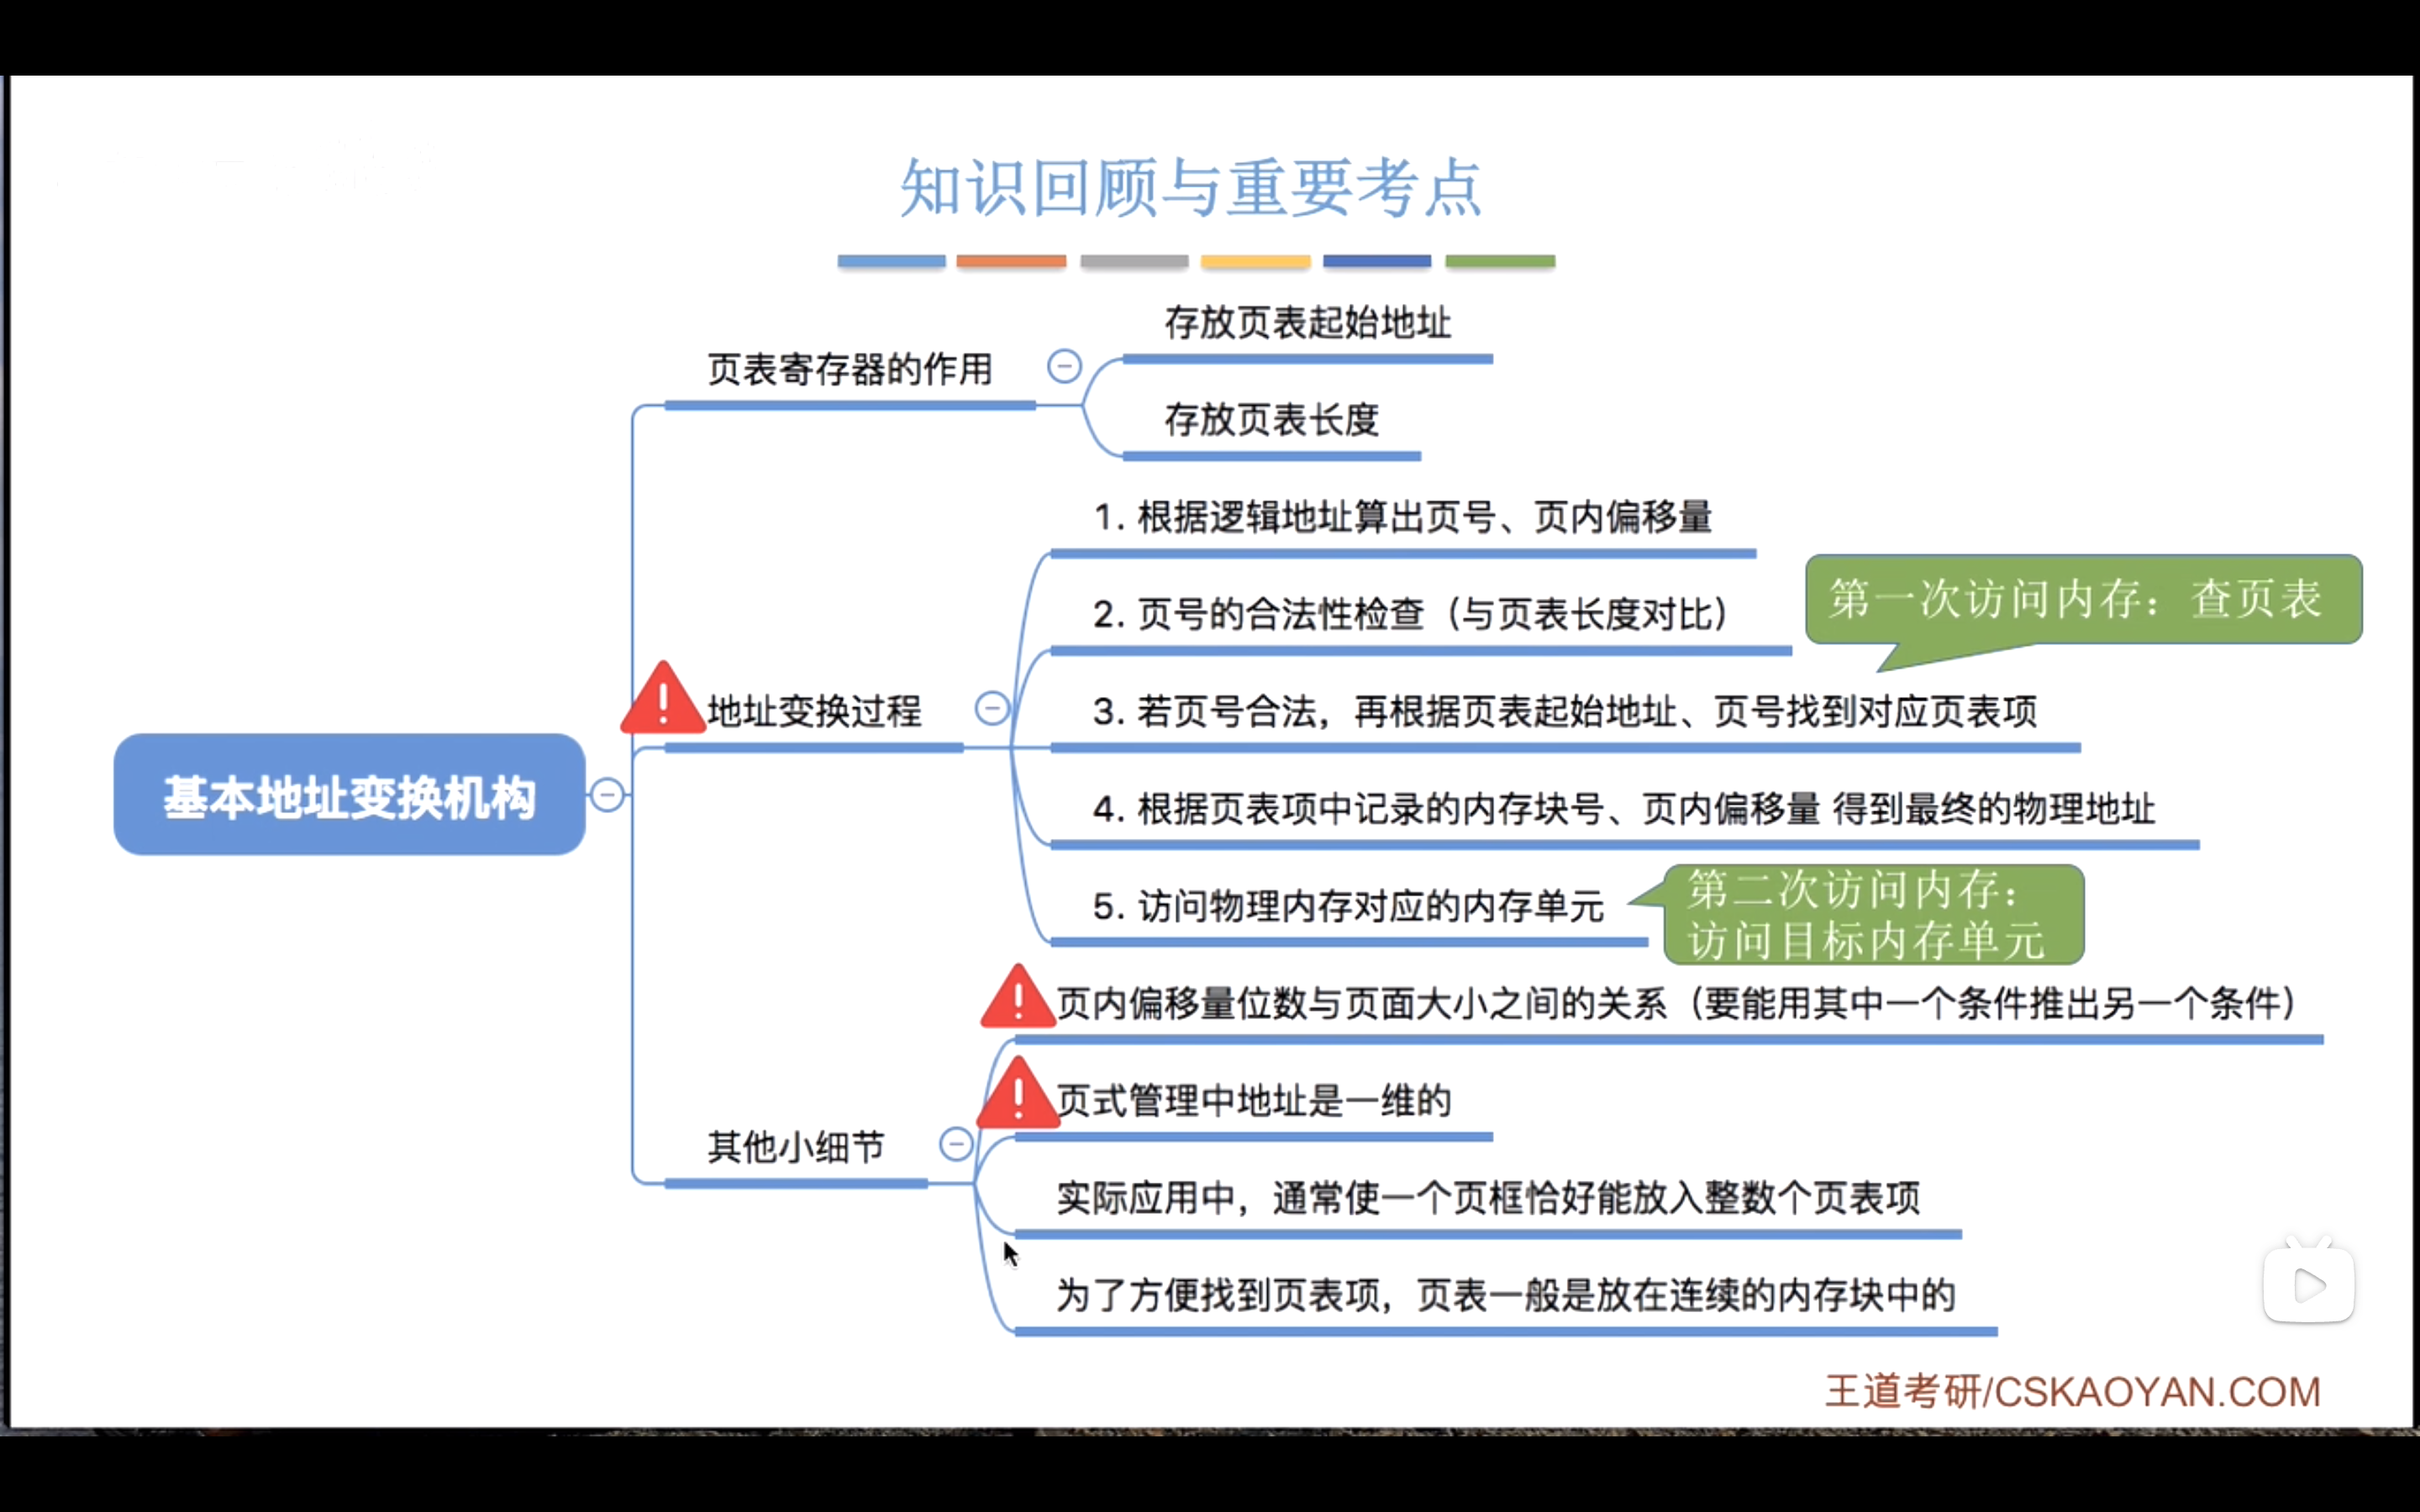 知识回顾与重要考点
存放页表起始地址
页表寄存器的作用
存放页表长度
1. 根据逻辑地址算出页号、页内偏移量
2. 页号的合法性检查（与页表长度对比）
第一次访问内存：查页表
地址变换过程
3. 若页号合法，再根据页表起始地址、页号找到对应页表项
基本地址变换机构
4. 根据页表项中记录的内存块号、页内偏移量 得到最终的物理地址
5. 访问物理内存对应的内存单元
第二次访问内存：
访问目标内存单元
页内偏移量位数与页面大小之间的关系（要能用其中一个条件推出另一个条件）
页式管理中地址是一维的
其他小细节
实际应用中，通常使一个页框恰好能放入整数个页表项
为了方便找到页表项，页表一般是放在连续的内存块中的
王道考研/CSKAOYAN.COM